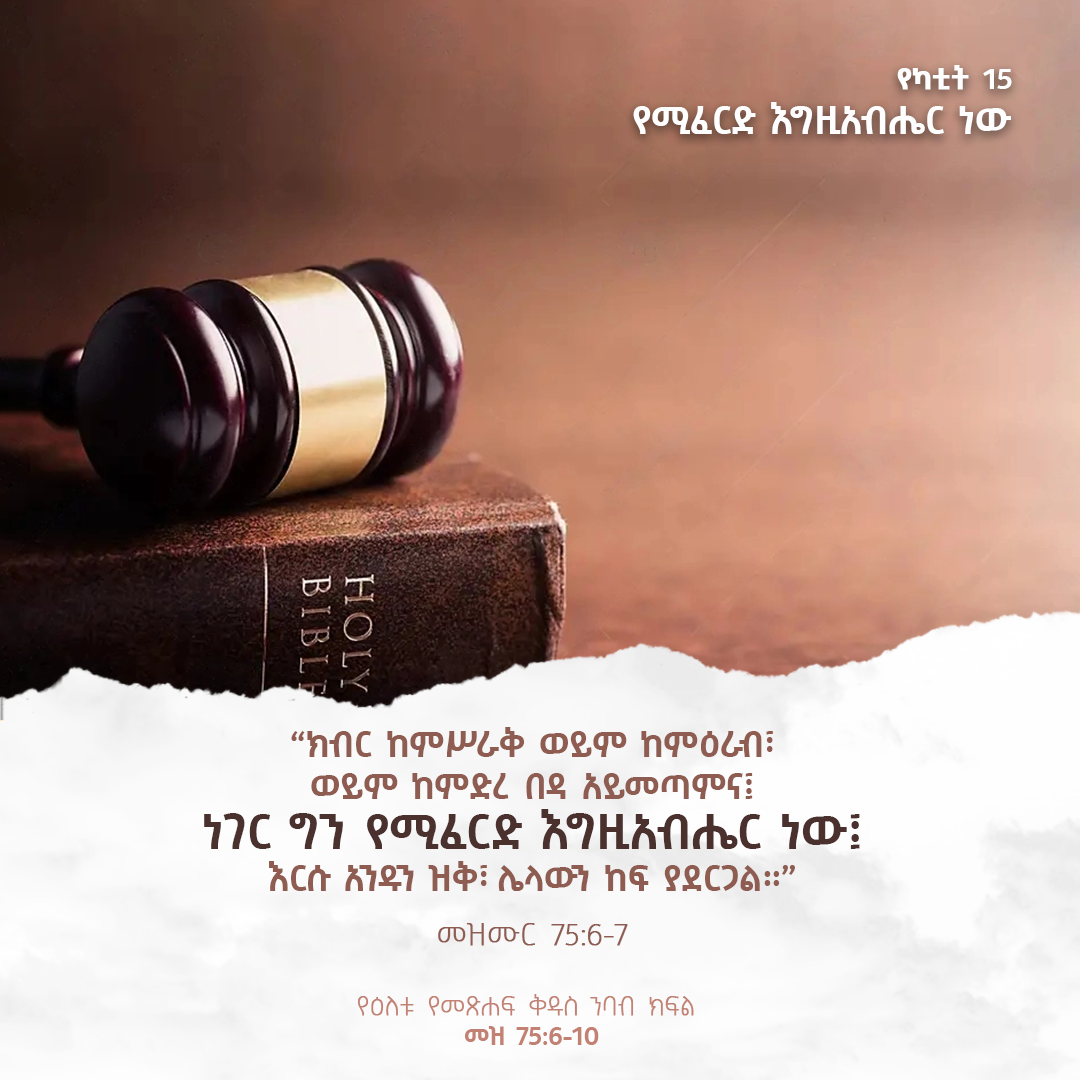 የካቲት 15
የሚፈርድ እግዚአብሔር ነው
HOLY
BIBLE
“ክብር ከምሥራቅ ወይም ከምዕራብ፣
ወይም ከምድረ በዳ አይመጣምና፤
ነገር ግን የሚፈርድ እግዚአብሔር ነው፤
እርሱ አንዱን ዝቅ፣ ሌላውን ከፍ ያደርጋል።”
መዝሙር 75:6-7
የዕለቱ የመጽሐፍ ቅዱስ ንባብ ክፍል
መዝ 75:6-10